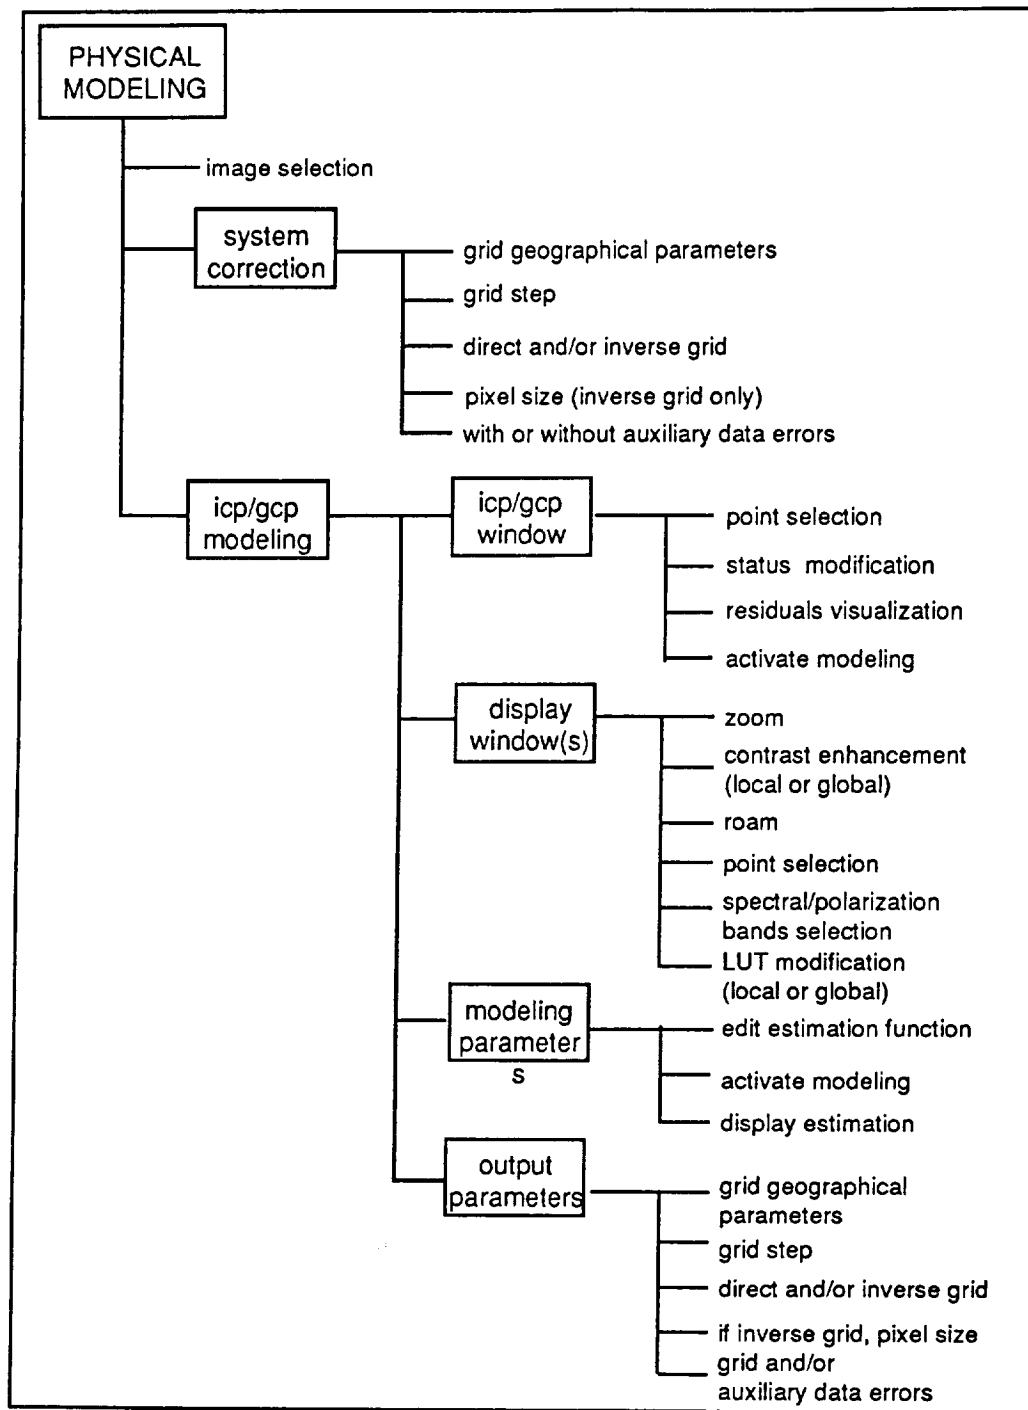 PHYSICAL
MODELING
image selection
system
correction
grid geographical parameters
grid step
direct and/or inverse grid
pixel size (inverse grid only)
with or without auxiliary data errors
icp/gcp
modeling
icp/gcp
window
point selection
status modification
residuals visualization
activate modeling
display
window(s)
zoom
contrast enhancement
(local or global)
roam
point selection
spectral/polarization
bands selection
LUT modification
(local or global)
modeling
parameter
s
edit estimation function
activate modeling
display estimation
output
parameters
grid geographical
parameters
grid step
direct and/or inverse grid
if inverse grid, pixel size
grid and/or
auxiliary data errors